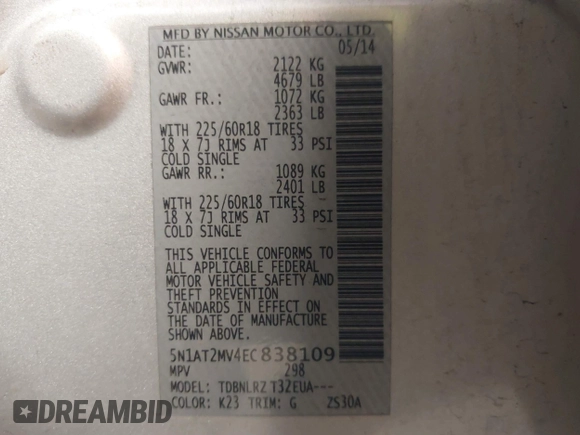 MFD BY NISSAN MOTOR CO., LTD.
DATE: 05/14
GVWR: 2122 KG
4679 LB
GAWR FR.: 1072 KG
2363 LB
WITH 225/60R18 TIRES
18 X 7J RIMS AT 33 PSI
COLD SINGLE
GAWR RR.: 1089 KG
2401 LB
WITH 225/60R18 TIRES
18 X 7J RIMS AT 33 PSI
COLD SINGLE
THIS VEHICLE CONFORMS TO
ALL APPLICABLE FEDERAL
MOTOR VEHICLE SAFETY AND
THEFT PREVENTION
STANDARDS IN EFFECT ON
THE DATE OF MANUFACTURE
SHOWN ABOVE.
5N1AT2MV4EC838109
MPV 298
MODEL: TDBNLRZ T32EUA---
COLOR: K23 TRIM: G ZS30A
SOLD ON BY DREAMBID